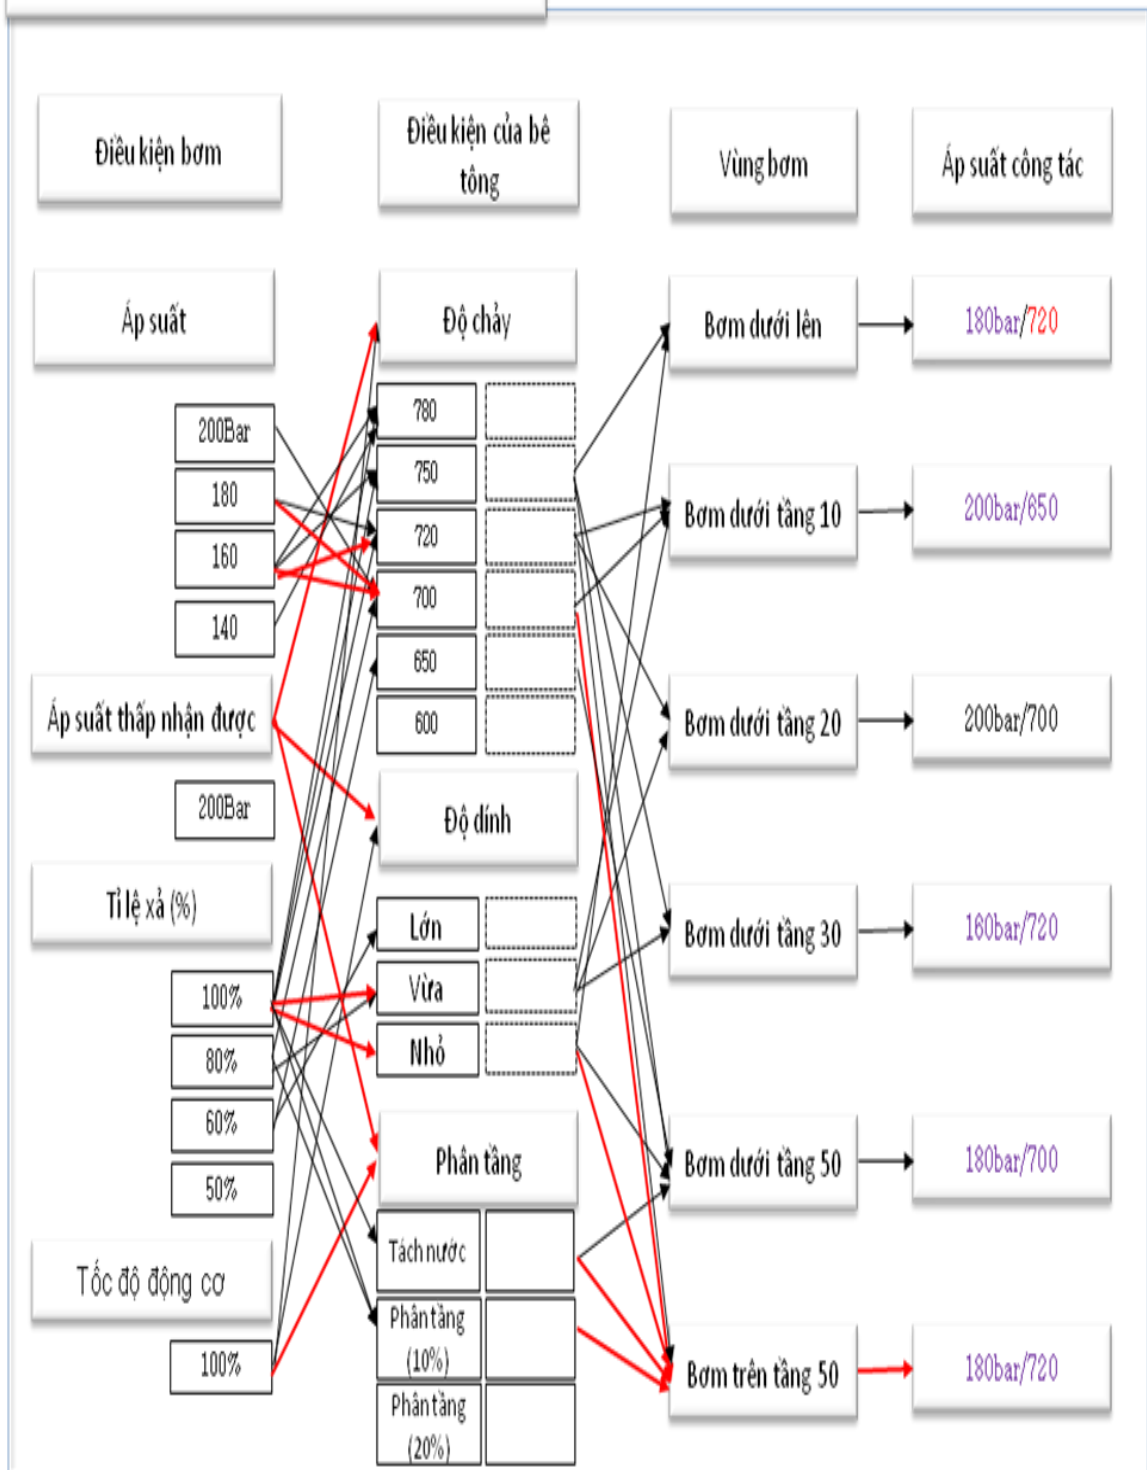 Điều kiện bơm
Điều kiện của bê
tông
Vùng bơm
Áp suất công tác
Áp suất
200Bar
180
160
140
Áp suất thấp nhận được
200Bar
Tỉ lệ xả (%)
100%
80%
60%
50%
Tốc độ động cơ
100%
Độ chảy
780
750
720
700
650
600
Độ dính
Lớn
Vừa
Nhỏ
Phân tầng
Tách nước
Phân tầng
(10%)
Phân tầng
(20%)
Bơm dưới lên
Bơm dưới tầng 10
Bơm dưới tầng 20
Bơm dưới tầng 30
Bơm dưới tầng 50
Bơm trên tầng 50
180bar/720
200bar/650
200bar/700
160bar/720
180bar/700
180bar/720